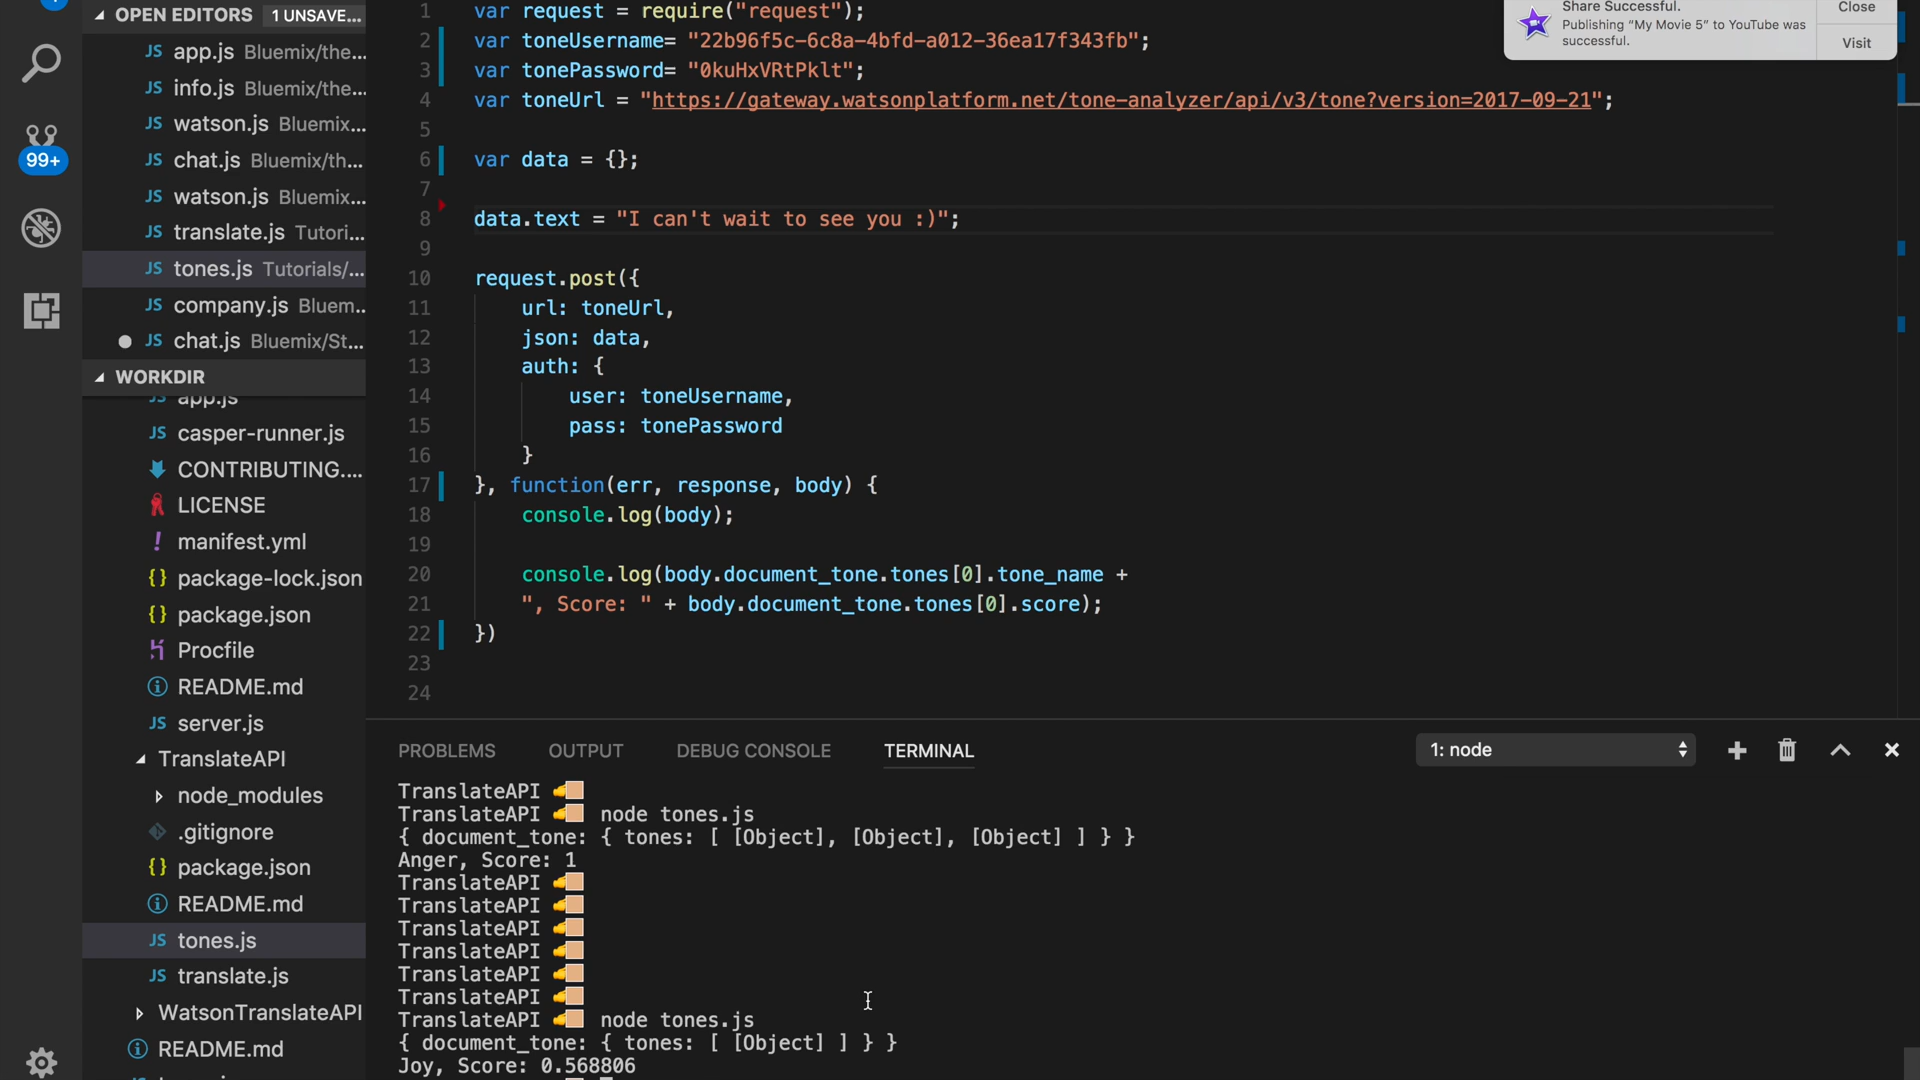 OPEN EDITORS 1 UNSAVE...
JS app.js Bluemix/the...
JS info.js Bluemix/the...
JS watson.js Bluemix...
99+
JS chat.js Bluemix/th...
JS watson.js Bluemix...
JS translate.js Tutori...
JS tones.js Tutorials/...
JS company.js Bluem...
JS chat.js Bluemix/St...
WORKDIR
JS app.js
JS casper-runner.js
CONTRIBUTING....
LICENSE
! manifest.yml
{} package-lock.json
{} package.json
Procfile
README.md
JS server.js
TranslateAPI
node_modules
.gitignore
{} package.json
README.md
JS tones.js
JS translate.js
WatsonTranslateAPI
README.md
1 var request = require("request");
2 var toneUsername= "22b96f5c-6c8a-4bfd-a012-36ea17f343fb";
3 var tonePassword= "0kuHxVRtPklt";
4 var toneUrl = "https://gateway.watsonplatform.net/tone-analyzer/api/v3/tone?version=2017-09-21";
5
6 var data = {};
7
8 data.text = "I can't wait to see you :)";
9
10 request.post({
11 url: toneUrl,
12 json: data,
13 auth: {
14 user: toneUsername,
15 pass: tonePassword
16 }
17 }, function(err, response, body) {
18 console.log(body);
19
20 console.log(body.document_tone.tones[0].tone_name +
21 ", Score: " + body.document_tone.tones[0].score);
22 })
23
24
Share Successful.
Publishing "My Movie 5" to YouTube was
successful.
Close
Visit
PROBLEMS OUTPUT DEBUG CONSOLE TERMINAL 1: node
TranslateAPI
TranslateAPI node tones.js
{ document_tone: { tones: [ [Object], [Object], [Object] ] } }
Anger, Score: 1
TranslateAPI
TranslateAPI
TranslateAPI
TranslateAPI
TranslateAPI
TranslateAPI
TranslateAPI node tones.js
{ document_tone: { tones: [ [Object] ] } }
Joy, Score: 0.568806